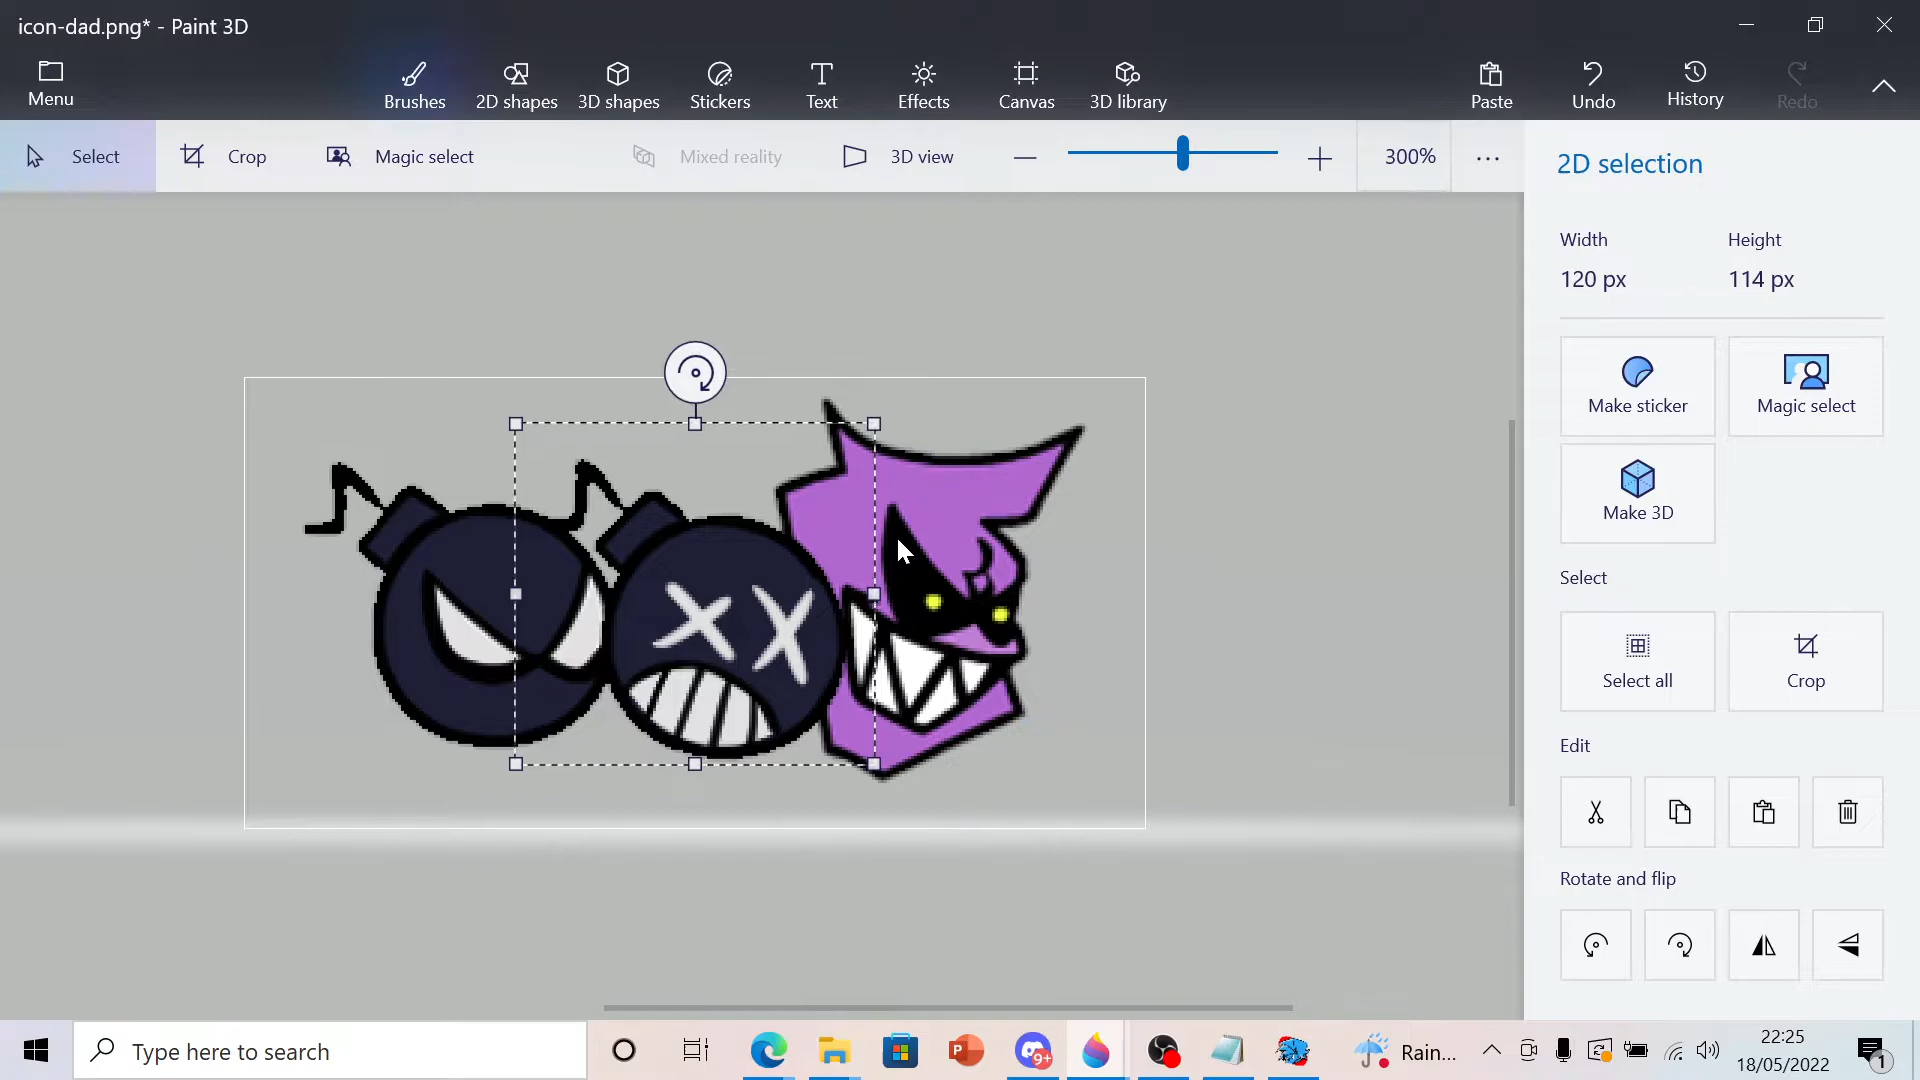 icon-dad.png* - Paint 3D
Menu
Brushes
2D shapes
3D shapes
Stickers
Text
Effects
Canvas
3D library
Paste
Undo
History
Redo
Select
Crop
Magic select
Mixed reality
3D view
300%
2D selection
Width
Height
120 px
114 px
Make sticker
Magic select
Make 3D
Select
Select all
Crop
Edit
Rotate and flip
Type here to search
P
9+
Rain...
22:25
18/05/2022
1